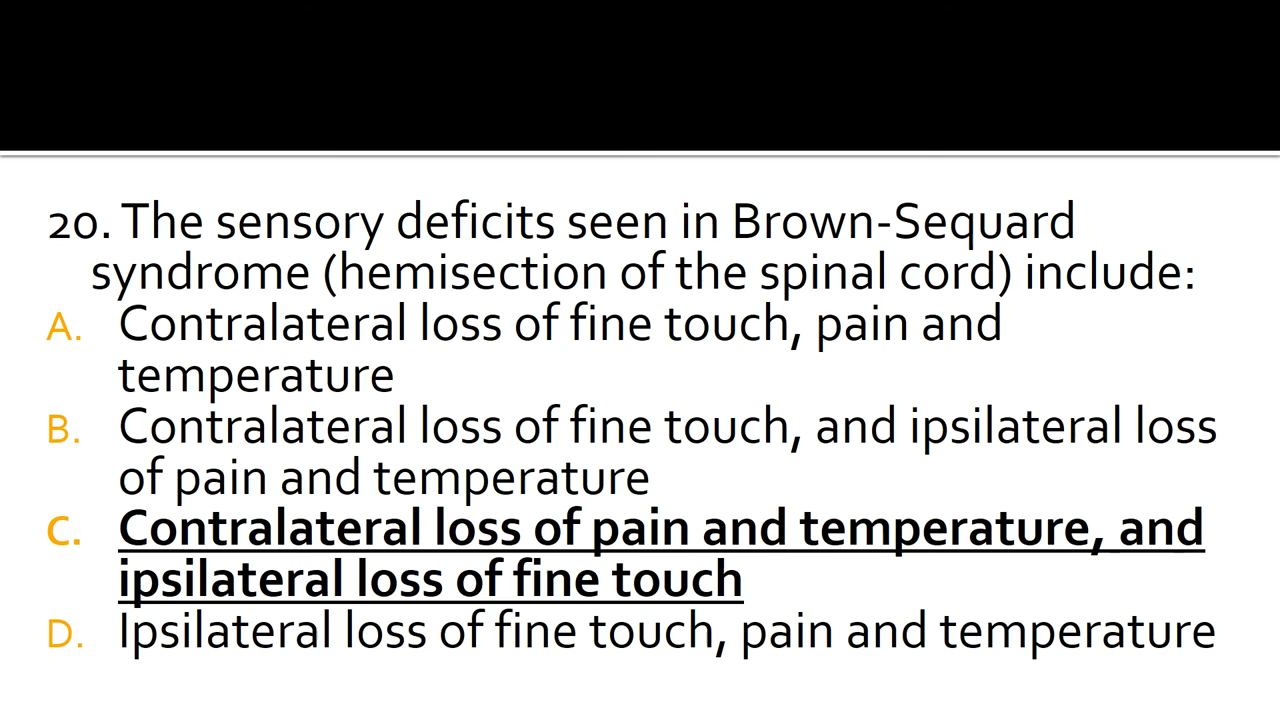 20. The sensory deficits seen in Brown-Sequard
syndrome (hemisection of the spinal cord) include:
A. Contralateral loss of fine touch, pain and
temperature
B. Contralateral loss of fine touch, and ipsilateral loss
of pain and temperature
C. Contralateral loss of pain and temperature, and
ipsilateral loss of fine touch
D. Ipsilateral loss of fine touch, pain and temperature